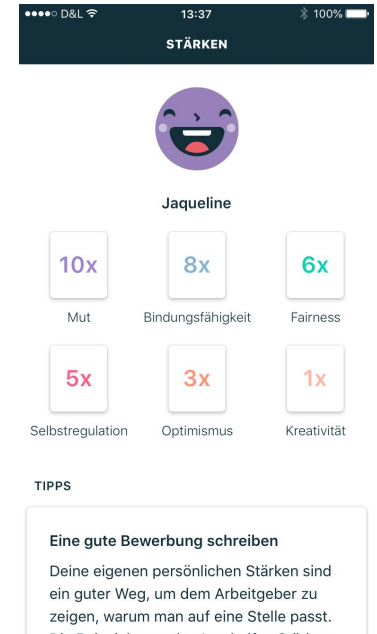 D&L 13:37 100%
STÄRKEN
Jaqueline
10x 8x 6x
Mut Bindungsfähigkeit Fairness
5x 3x 1x
Selbstregulation Optimismus Kreativität
TIPPS
Eine gute Bewerbung schreiben
Deine eigenen persönlichen Stärken sind
ein guter Weg, um dem Arbeitgeber zu
zeigen, warum man auf eine Stelle passt.